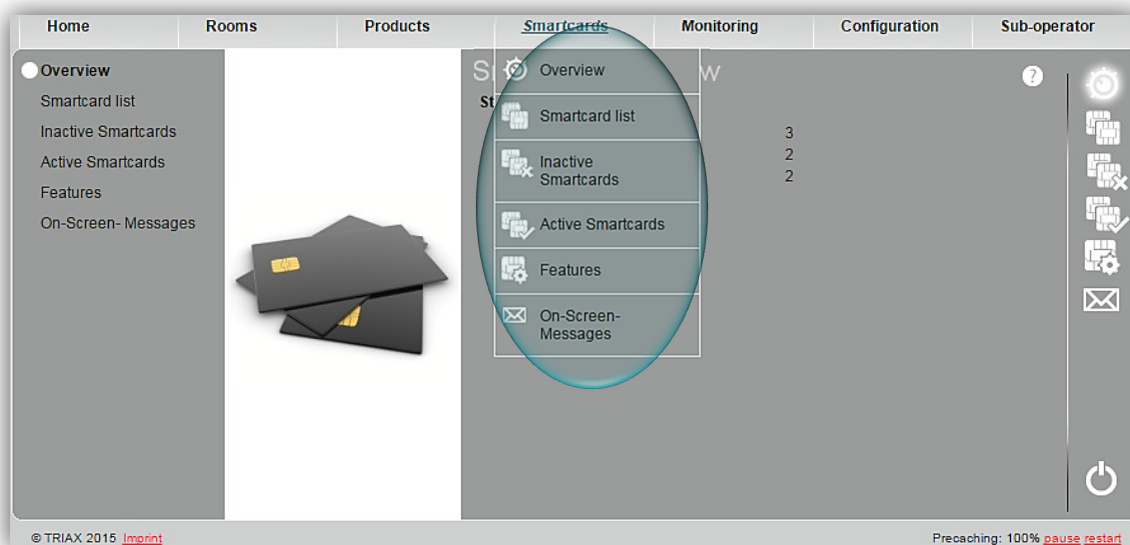 Home Rooms Products Smartcards Monitoring Configuration Sub-operator
Overview
Smartcard list
Inactive Smartcards
Active Smartcards
Features
On-Screen- Messages
Overview
Smartcard list
Inactive
Smartcards
Active Smartcards
Features
On-Screen-
Messages
?
3
2
2
© TRIAX 2015 Imprint
Precaching: 100% pause restart